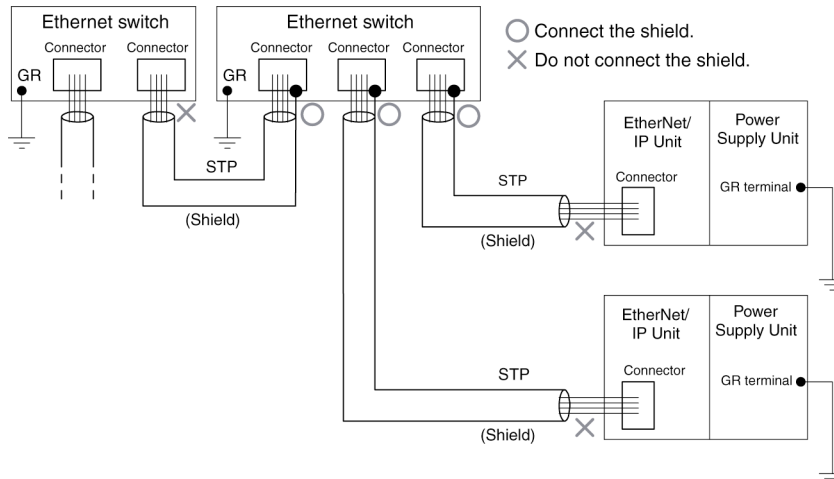 Ethernet switch
Connector
Connector
GR
Ethernet switch
Connector
Connector
Connector
GR
Connect the shield.
Do not connect the shield.
STP
(Shield)
EtherNet/
IP Unit
Connector
Power
Supply Unit
GR terminal
STP
(Shield)
EtherNet/
IP Unit
Connector
Power
Supply Unit
GR terminal
STP
(Shield)